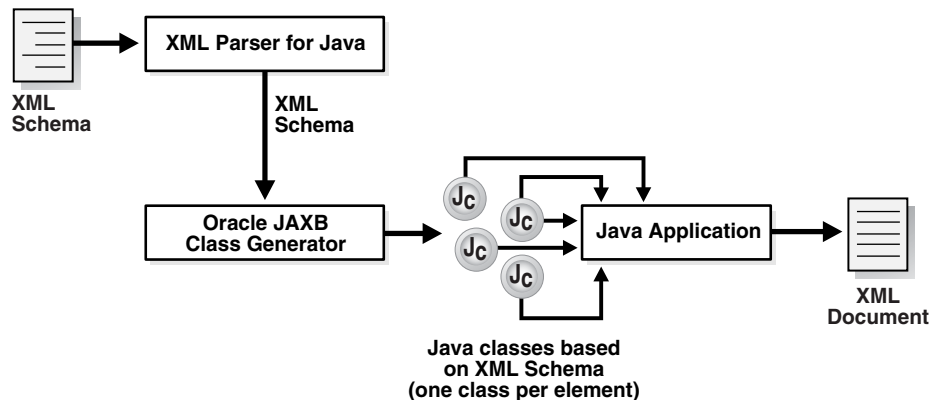 XML Parser for Java
XML
Schema
XML
Schema
Oracle JAXB
Class Generator
Jc
Jc
Jc
Jc
Java Application
XML
Document
Java classes based
on XML Schema
(one class per element)